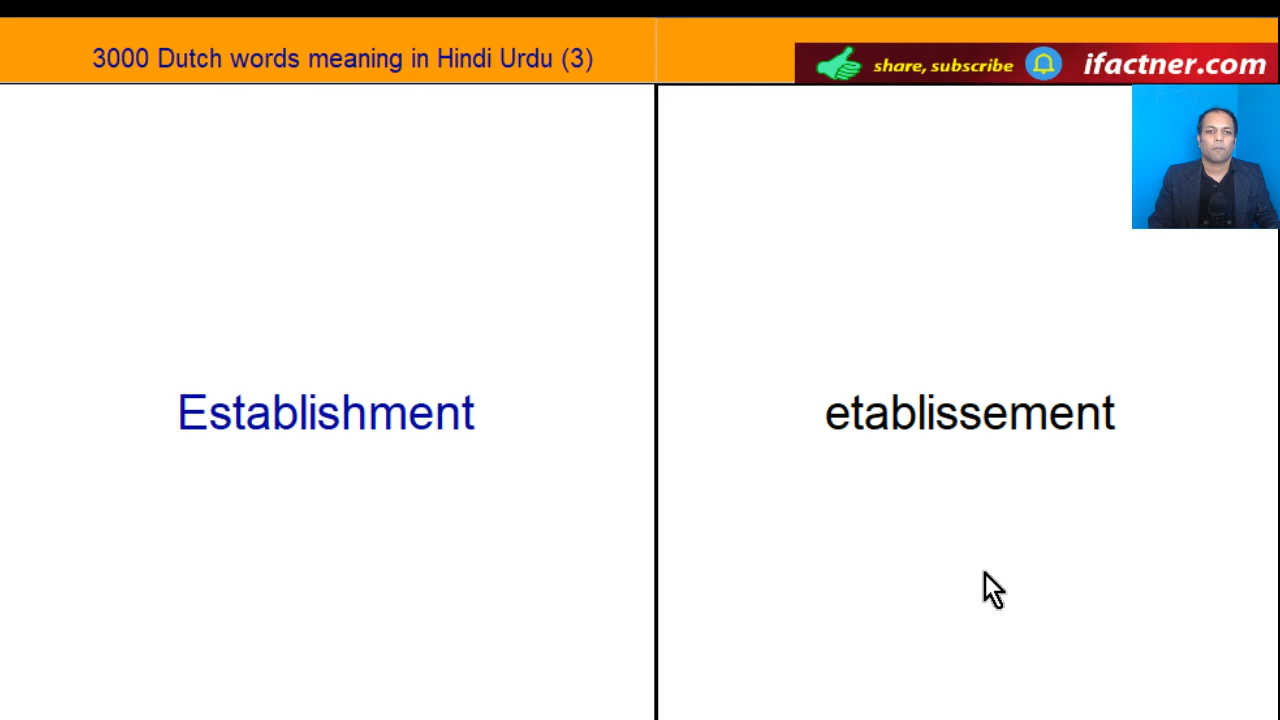 3000 Dutch words meaning in Hindi Urdu (3)
share, subscribe
ifactner.com
Establishment
etablissement